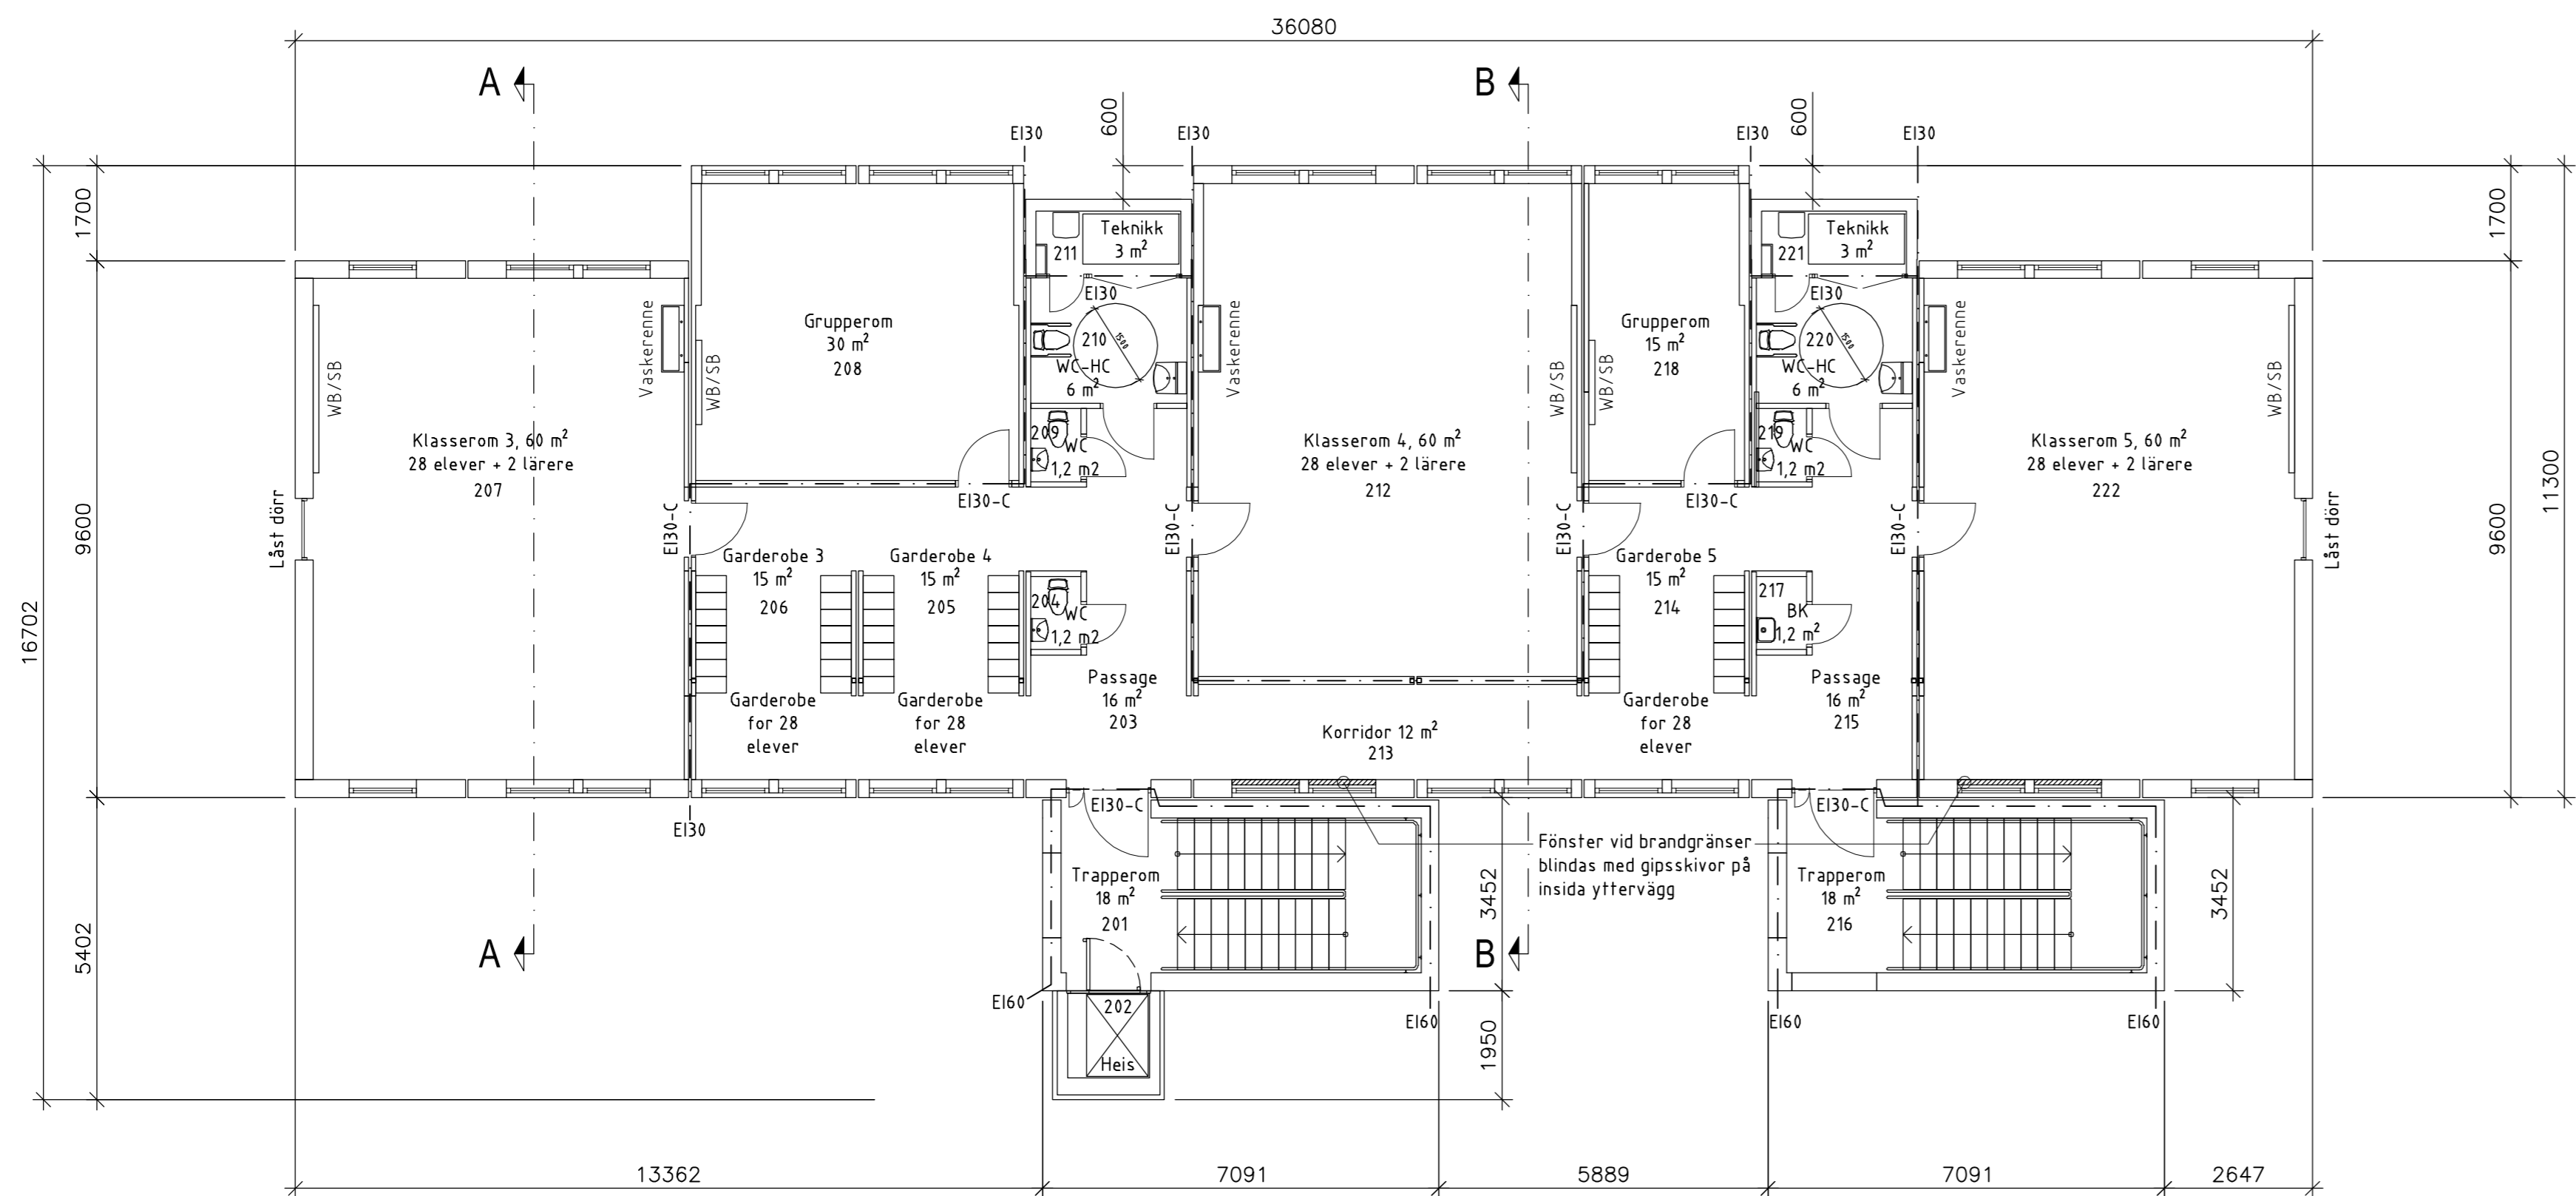 36080
A
B
600
600
EI30
EI30
EI30
EI30
1700
1700
Teknikk
3 m²
211
Teknikk
3 m²
221
EI30
EI30
Vaskerenne
Vaskerenne
Vaskerenne
Grupperom
30 m²
208
210
1500
WC-HC
6 m²
Grupperom
15 m²
218
220
1500
WC-HC
6 m²
WB/SB
WB/SB
WB/SB
WB/SB
WB/SB
Klasserom 3, 60 m²
28 elever + 2 lärere
207
209
WC
1,2 m2
Klasserom 4, 60 m²
28 elever + 2 lärere
212
219
WC
1,2 m2
Klasserom 5, 60 m²
28 elever + 2 lärere
222
11300
9600
9600
16702
Låst dörr
Låst dörr
EI30-C
EI30-C
EI30-C
EI30-C
EI30-C
EI30-C
Garderobe 3
15 m²
206
Garderobe 4
15 m²
205
Garderobe 5
15 m²
214
204
WC
1,2 m2
217
BK
1,2 m²
Garderobe
for 28
elever
Garderobe
for 28
elever
Passage
16 m²
203
Korridor 12 m²
213
Garderobe
for 28
elever
Passage
16 m²
215
EI30
EI30-C
EI30-C
Fönster vid brandgränser
blindas med gipsskivor på
insida yttervägg
Trapperom
18 m²
201
Trapperom
18 m²
216
3452
3452
5402
A
B
EI60
EI60
EI60
EI60
202
Heis
1950
13362
7091
5889
7091
2647